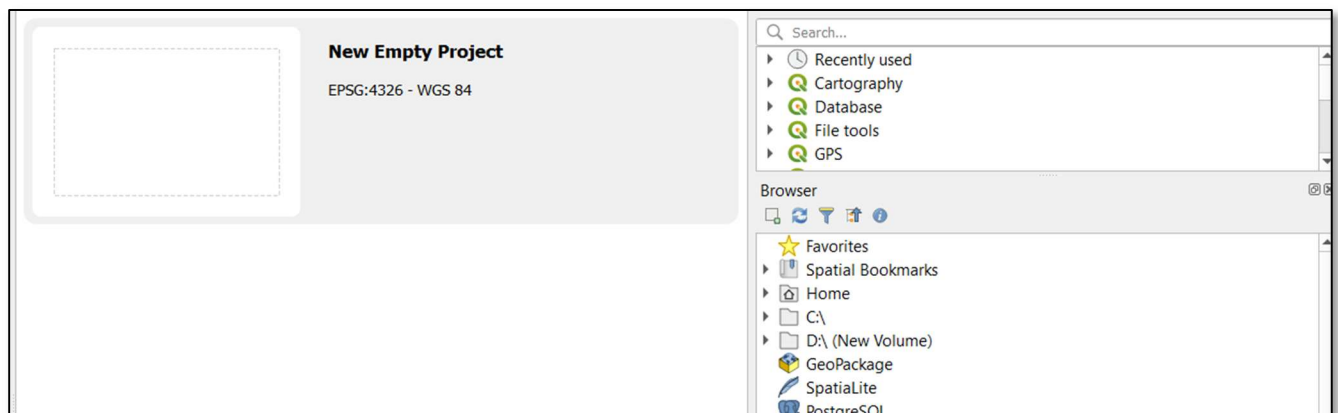 New Empty Project
EPSG:4326 - WGS 84
Search...
Recently used
Cartography
Database
File tools
GPS
Browser
Favorites
Spatial Bookmarks
Home
C:\
D:\ (New Volume)
GeoPackage
SpatiaLite
PostgreSQL